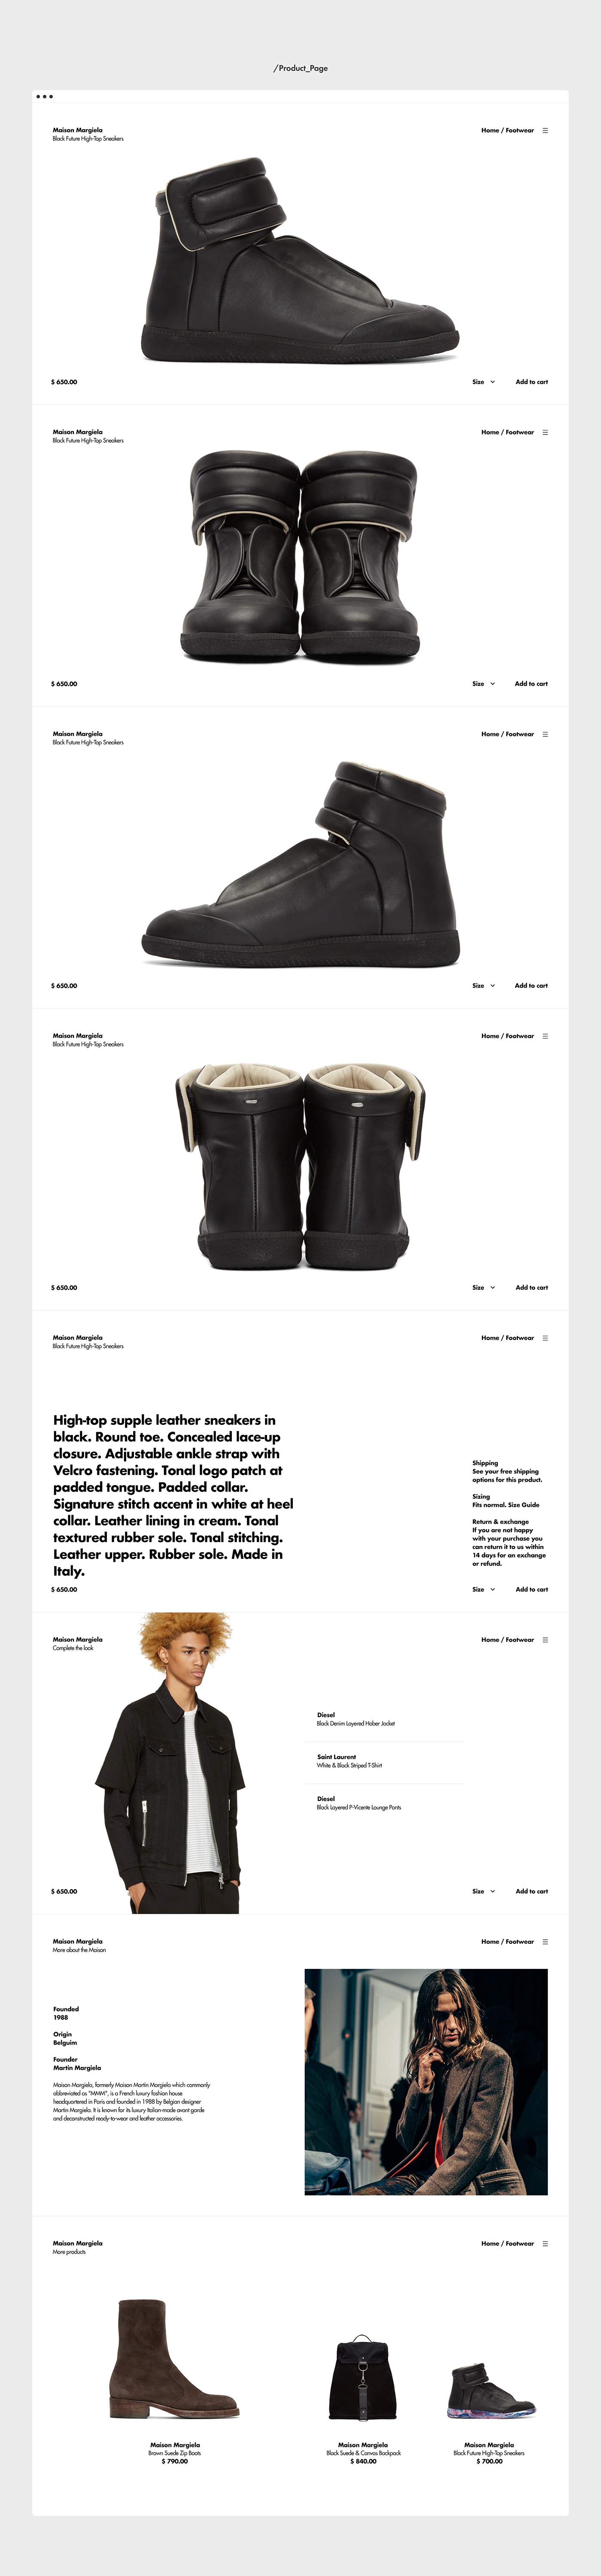 /Product_Page
Maison Margiela
Black Future High-Top Sneakers
Home / Footwear
$ 650.00
Size
Add to cart
Maison Margiela
Black Future High-Top Sneakers
Home / Footwear
$ 650.00
Size
Add to cart
Maison Margiela
Black Future High-Top Sneakers
Home / Footwear
$ 650.00
Size
Add to cart
Maison Margiela
Black Future High-Top Sneakers
Home / Footwear
$ 650.00
Size
Add to cart
Maison Margiela
Black Future High-Top Sneakers
Home / Footwear
High-top supple leather sneakers in
black. Round toe. Concealed lace-up
closure. Adjustable ankle strap with
Velcro fastening. Tonal logo patch at
padded tongue. Padded collar.
Signature stitch accent in white at heel
collar. Leather lining in cream. Tonal
textured rubber sole. Tonal stitching.
Leather upper. Rubber sole. Made in
Italy.
Shipping
See your free shipping
options for this product.
Sizing
Fits normal. Size Guide
Return & exchange
If you are not happy
with your purchase you
can return it to us within
14 days for an exchange
or refund.
$ 650.00
Size
Add to cart
Maison Margiela
Complete the look
Home / Footwear
Diesel
Black Denim Layered Haber Jacket
Saint Laurent
White & Black Striped T-Shirt
Diesel
Black Layered P-Vicente Lounge Pants
$ 650.00
Size
Add to cart
Maison Margiela
More about the Maison
Home / Footwear
Founded
1988
Origin
Belguim
Founder
Martin Margiela
Maison Margiela, formerly Maison Martin Margiela which commonly
abbreviated as "MMM", is a French luxury fashion house
headquartered in Paris and founded in 1988 by Belgian designer
Martin Margiela. It is known for its luxury Italian-made avant garde
and deconstructed ready-to-wear and leather accessories.
Maison Margiela
More products
Home / Footwear
Maison Margiela
Brown Suede Zip Boots
$ 790.00
Maison Margiela
Black Suede & Canvas Backpack
$ 840.00
Maison Margiela
Black Future High-Top Sneakers
$ 700.00